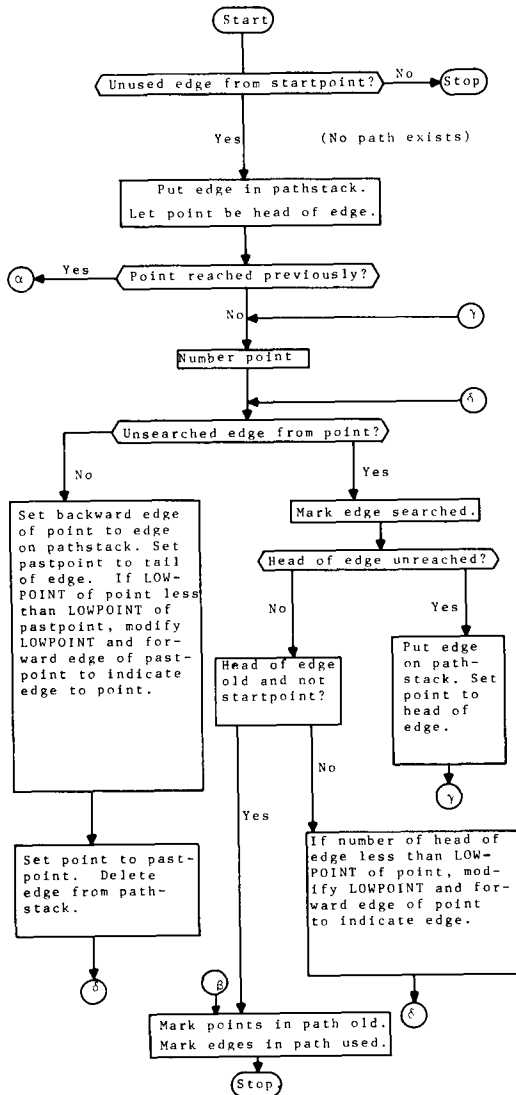 Start
Unused edge from startpoint?
No
Stop
Yes
(No path exists)
Put edge in pathstack.
Let point be head of edge.
α
Yes
Point reached previously?
No
γ
Number point
δ
Unsearched edge from point?
No
Yes
Set backward edge
of point to edge
on pathstack. Set
pastpoint to tail
of edge. If LOW-
POINT of point less
than LOWPOINT of
pastpoint, modify
LOWPOINT and for-
ward edge of past-
point to indicate
edge to point.
Mark edge searched.
Head of edge unreached?
No
Yes
Head of edge
old and not
startpoint?
Put edge
on path-
stack. Set
point to
head of
edge.
γ
No
Yes
Set point to past-
point. Delete
edge from path-
stack.
δ
If number of head of
edge less than LOW-
POINT of point, mod-
ify LOWPOINT and for-
ward edge of point
to indicate edge.
δ
β
Mark points in path old.
Mark edges in path used.
Stop